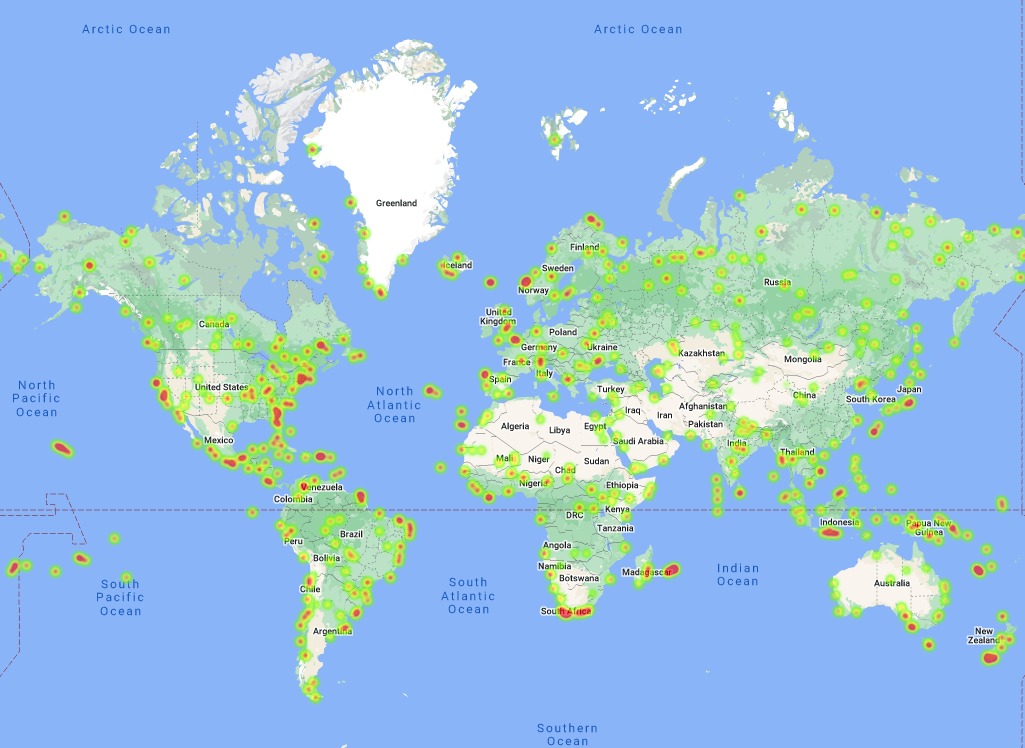 Arctic Ocean
Arctic Ocean
Greenland
Iceland
Finland
Sweden
Norway
Russia
United
Kingdom
Canada
Poland
Germany
Ukraine
France
Kazakhstan
Mongolia
North
Pacific
Ocean
United States
North
Atlantic
Ocean
Spain
Italy
Turkey
Japan
China
South Korea
Iraq
Iran
Afghanistan
Pakistan
Algeria
Libya
Egypt
Saudi Arabia
Mexico
India
Thailand
Mali
Niger
Chad
Sudan
Nigeria
Ethiopia
Venezuela
Colombia
Kenya
DRC
Tanzania
Indonesia
Papua New
Guinea
Peru
Brazil
Bolivia
Angola
Namibia
Botswana
Madagascar
Indian
Ocean
Australia
South
Pacific
Ocean
South
Atlantic
Ocean
Chile
South Africa
Argentina
New
Zealand
Southern
Ocean